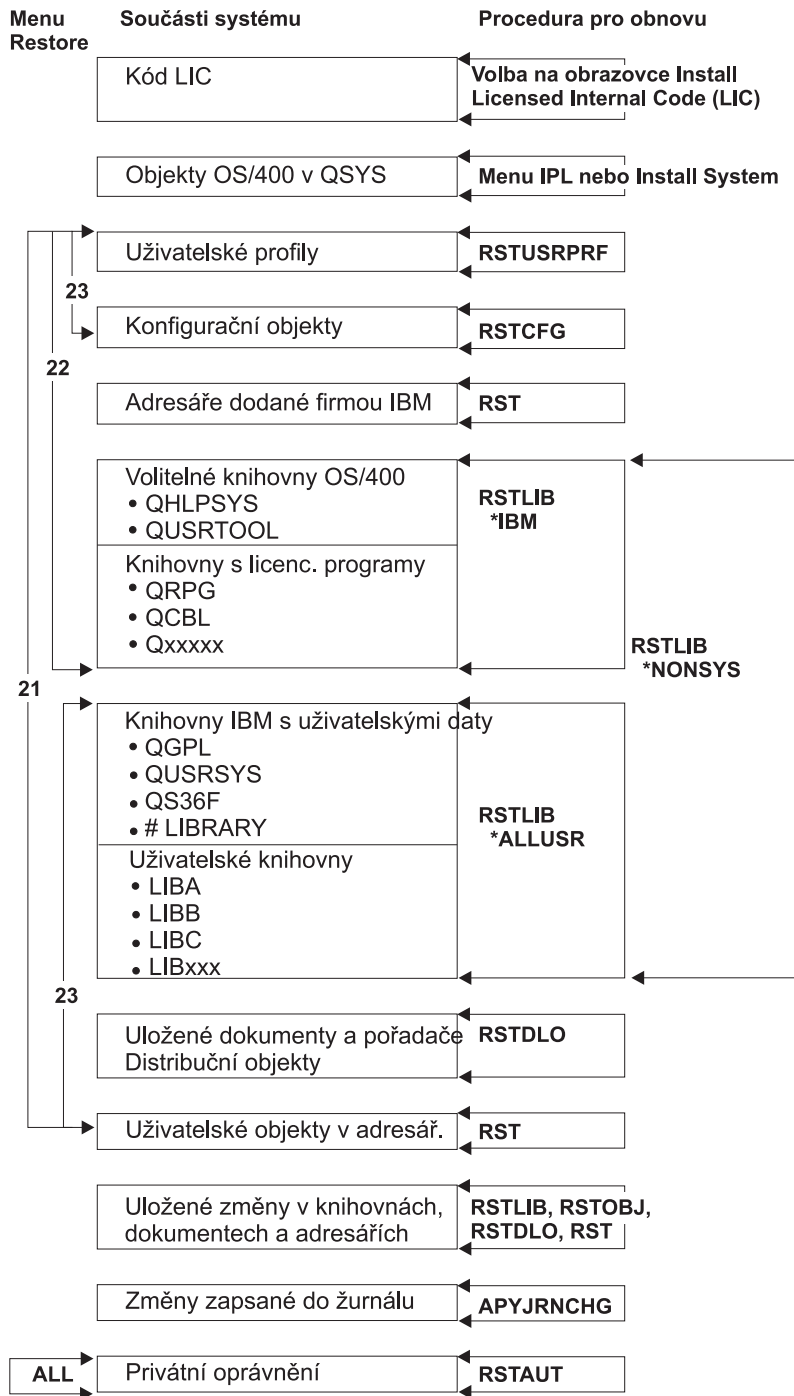 Menu
Restore
Součásti systému
Procedura pro obnovu
Kód LIC
Volba na obrazovce Install
Licensed Internal Code (LIC)
Objekty OS/400 v QSYS
Menu IPL nebo Install System
Uživatelské profily
RSTUSRPRF
23
Konfigurační objekty
RSTCFG
22
Adresáře dodané firmou IBM
RST
Volitelné knihovny OS/400
• QHLPSYS
• QUSRTOOL
RSTLIB
*IBM
Knihovny s licenc. programy
• QRPG
• QCBL
• Qxxxxx
RSTLIB
*NONSYS
21
Knihovny IBM s uživatelskými daty
• QGPL
• QUSRSYS
• QS36F
• # LIBRARY
RSTLIB
*ALLUSR
Uživatelské knihovny
• LIBA
• LIBB
• LIBC
• LIBxxx
23
Uložené dokumenty a pořadače
Distribuční objekty
RSTDLO
Uživatelské objekty v adresář.
RST
Uložené změny v knihovnách,
dokumentech a adresářích
RSTLIB, RSTOBJ,
RSTDLO, RST
Změny zapsané do žurnálu
APYJRNCHG
ALL
Privátní oprávnění
RSTAUT